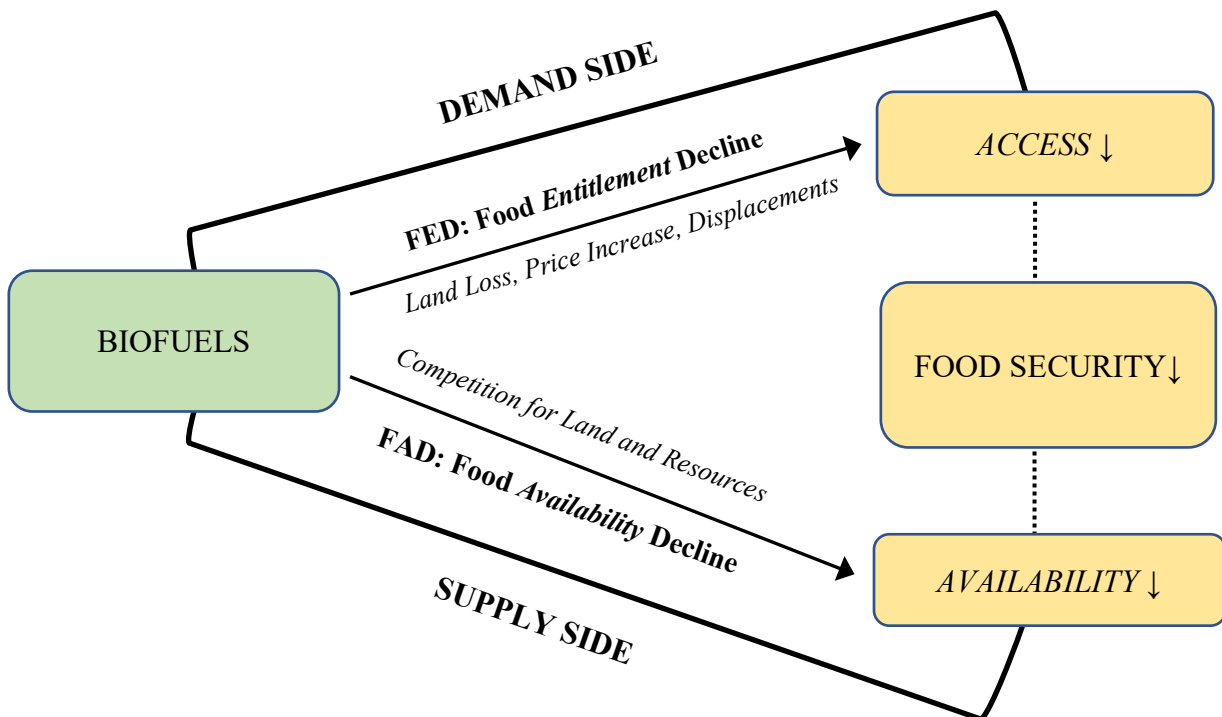 DEMAND SIDE
ACCESS ↓
FED: Food Entitlement Decline
Land Loss, Price Increase, Displacements
BIOFUELS
FOOD SECURITY↓
Competition for Land and Resources
FAD: Food Availability Decline
AVAILABILITY ↓
SUPPLY SIDE